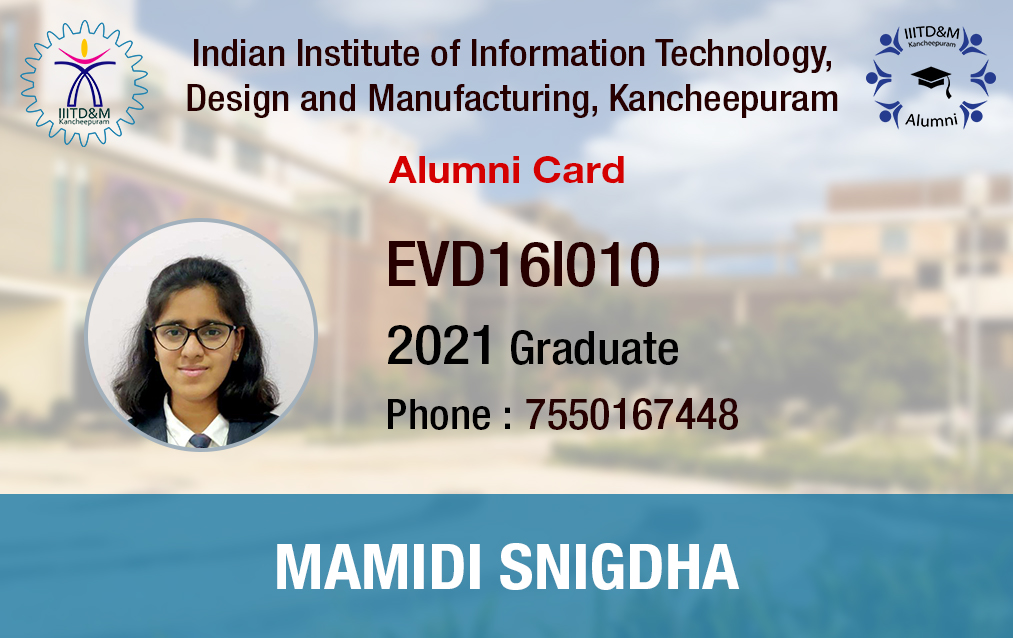 Indian Institute of Information Technology,
Design and Manufacturing, Kancheepuram
IIITD&M
Kancheepuram
IIITD&M
Kancheepuram
Alumni
Alumni Card
EVD16I010
2021 Graduate
Phone : 7550167448
MAMIDI SNIGDHA